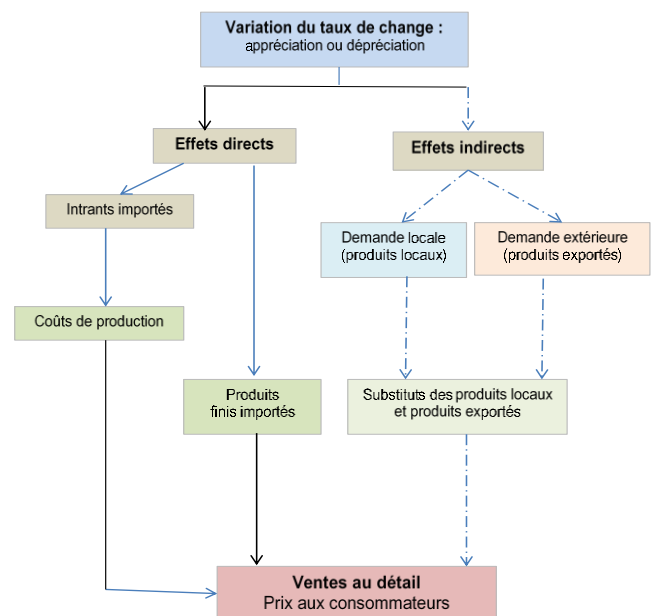 Variation du taux de change :
appréciation ou dépréciation
Effets directs
Effets indirects
Intrants importés
Demande locale
(produits locaux)
Demande extérieure
(produits exportés)
Coûts de production
Produits
finis importés
Substituts des produits locaux
et produits exportés
Ventes au détail
Prix aux consommateurs